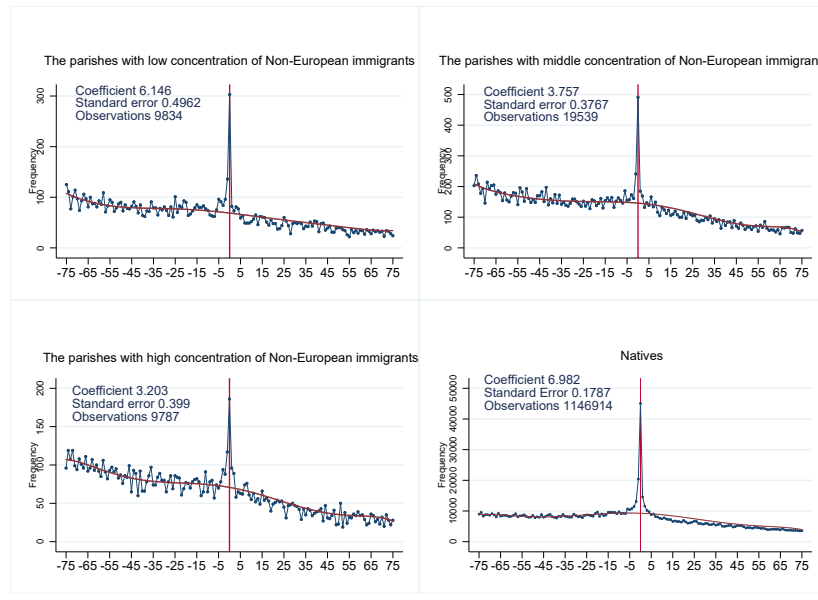 The parishes with low concentration of Non-European immigrants
Coefficient 6.146
Standard error 0.4962
Observations 9834
Frequency
300
200
100
0
-75 -65 -55 -45 -35 -25 -15 -5 5 15 25 35 45 55 65 75
The parishes with middle concentration of Non-European immigran
Coefficient 3.757
Standard error 0.3767
Observations 19539
Frequency
500
400
300
200
100
0
-75 -65 -55 -45 -35 -25 -15 -5 5 15 25 35 45 55 65 75
The parishes with high concentration of Non-European immigrants
Coefficient 3.203
Standard error 0.399
Observations 9787
Frequency
200
150
100
50
0
-75 -65 -55 -45 -35 -25 -15 -5 5 15 25 35 45 55 65 75
Natives
Coefficient 6.982
Standard Error 0.1787
Observations 1146914
Frequency
50000
40000
30000
20000
10000
0
-75 -65 -55 -45 -35 -25 -15 -5 5 15 25 35 45 55 65 75